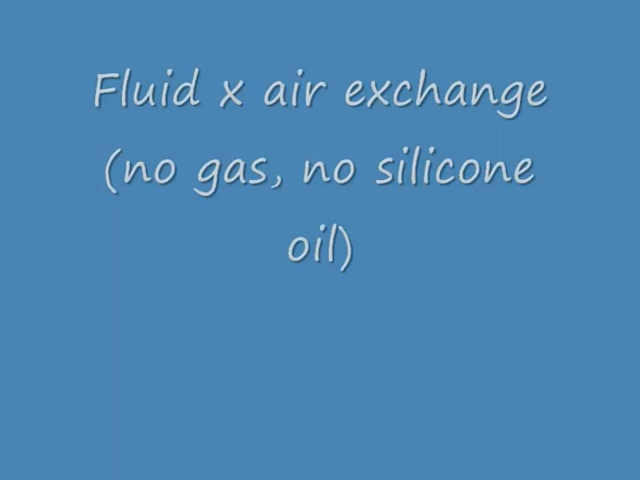 Fluid x air exchange
(no gas, no silicone
oil)